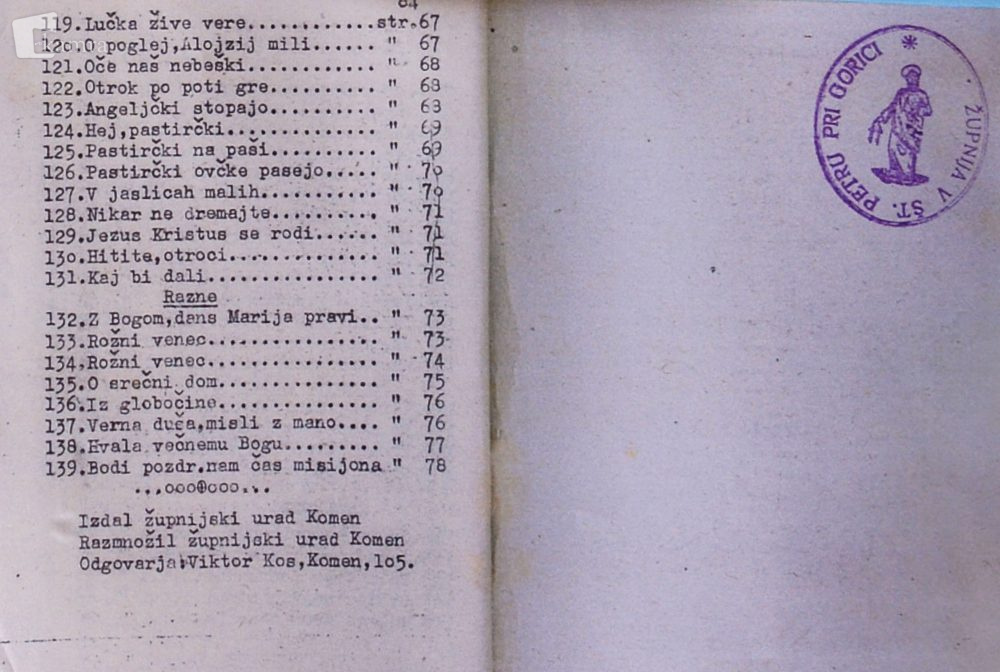 84
119.Lučka žive vere..............str.67
120.O poglej,Alojzij mili...... " 67
121.Oče naš nebeški............ " 68
122.Otrok po poti gre.......... " 68
123.Angeljčki stopajo.......... " 68
124.Hej,pastirčki.............. " 69
125.Pastirčki na paši.......... " 69
126.Pastirčki ovčke pasejo..... " 70
127.V jaslicah malih........... " 70
128.Nikar ne dremajte.......... " 71
129.Jezus Kristus se rodi...... " 71
130.Hitite,otroci.............. " 71
131.Kaj bi dali................ " 72
Razne
132.Z Bogom,dans Marija pravi.. " 73
133.Rožni venec................ " 73
134.Rožni venec................ " 74
135.O srečni dom............... " 75
136.Iz globočine............... " 76
137.Verna duša,misli z mano.... " 76
138.Hvala večnemu Bogu......... " 77
139.Bodi pozdr.nam čas misijona " 78
...ooo0ooo...
Izdal župnijski urad Komen
Razmnožil župnijski urad Komen
Odgovarja:Viktor Kos,Komen,105.
ŽUPNIJA V ŠT. PETRU PRI GORICI *